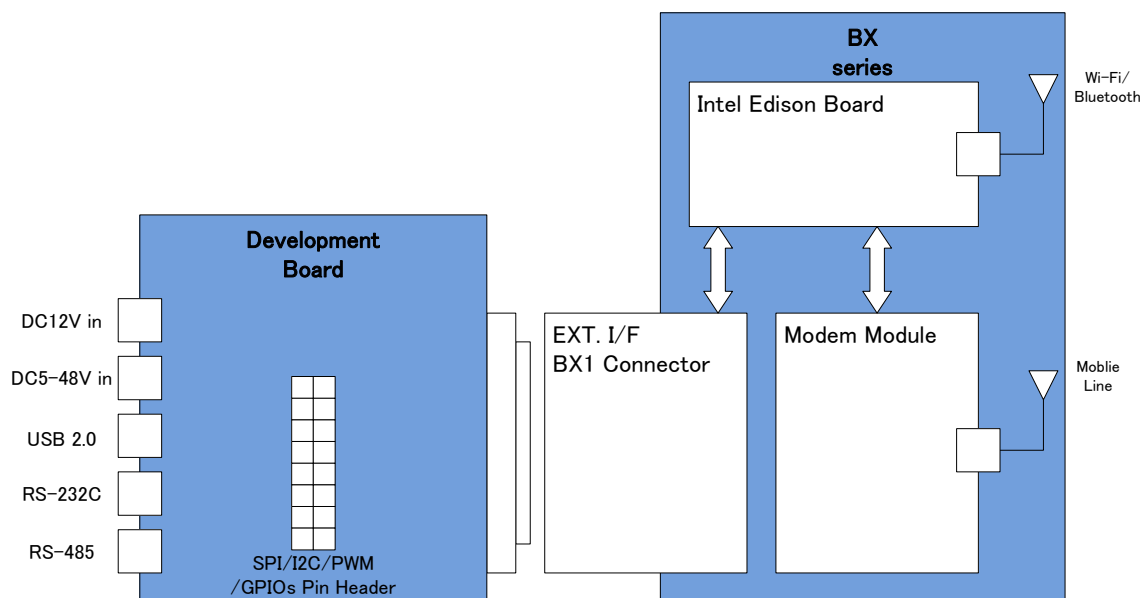 BX
series
Intel Edison Board
Wi-Fi/
Bluetooth
Development
Board
DC12V in
DC5-48V in
USB 2.0
RS-232C
RS-485
SPI/I2C/PWM
/GPIOs Pin Header
EXT. I/F
BX1 Connector
Modem Module
Moblie
Line